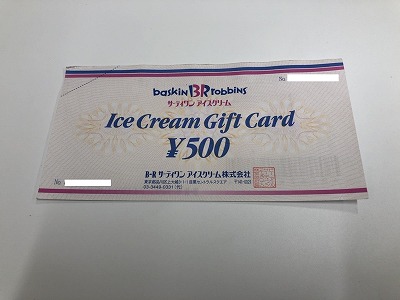 No
baskin BR robbins
サーティワン アイスクリーム
Ice Cream Gift Card
¥500
B-R サーティワン アイスクリーム株式会社
No